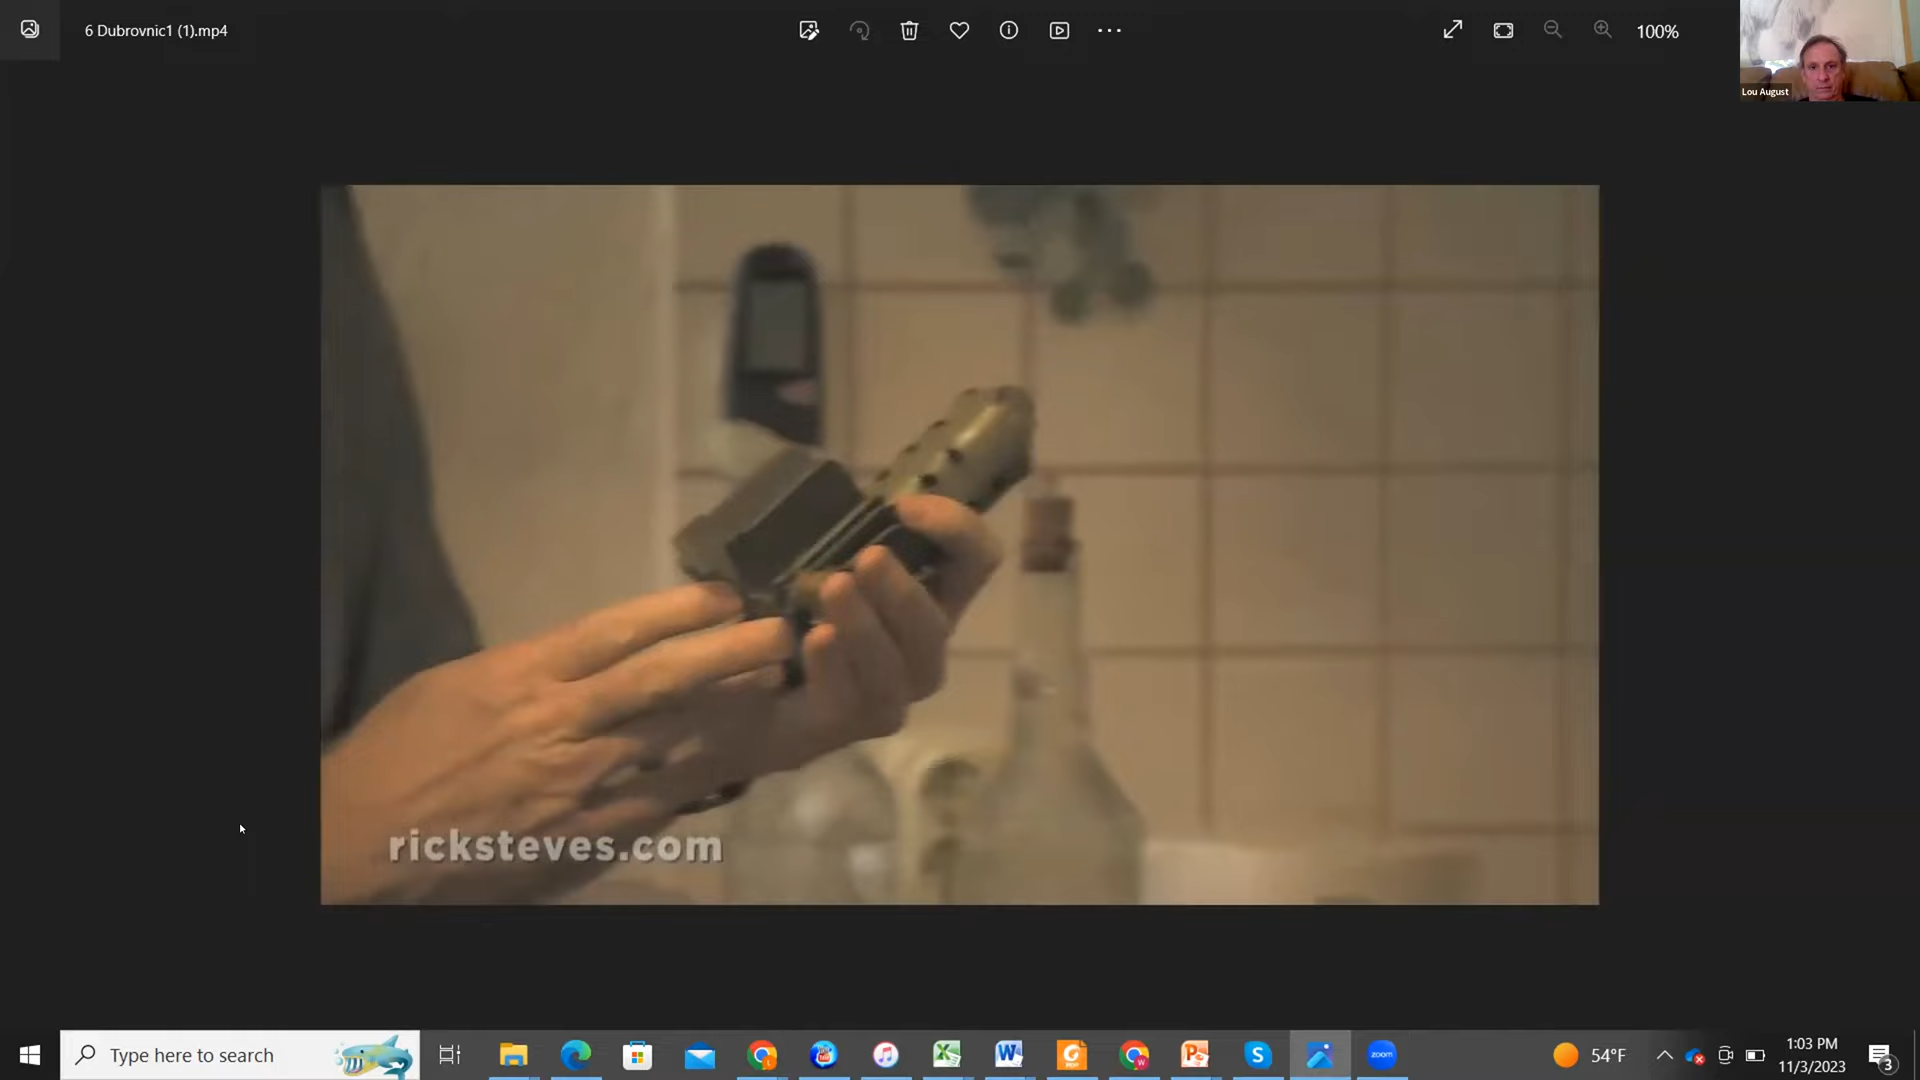 6 Dubrovnic1 (1).mp4
100%
Lou August
ricksteves.com
Type here to search
zoom
54°F
1:03 PM
11/3/2023
3